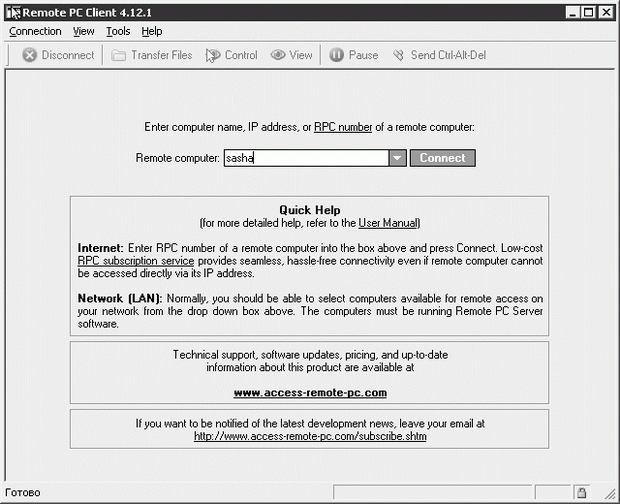 Remote PC Client 4.12.1
Connection View Tools Help
Disconnect Transfer Files Control View Pause Send Ctrl-Alt-Del
Enter computer name, IP address, or RPC number of a remote computer:
Remote computer: sasha Connect
Quick Help
(for more detailed help, refer to the User Manual)
Internet: Enter RPC number of a remote computer into the box above and press Connect. Low-cost
RPC subscription service provides seamless, hassle-free connectivity even if remote computer cannot
be accessed directly via its IP address.
Network (LAN): Normally, you should be able to select computers available for remote access on
your network from the drop down box above. The computers must be running Remote PC Server
software.
Technical support, software updates, pricing, and up-to-date
information about this product are available at
www.access-remote-pc.com
If you want to be notified of the latest development news, leave your email at
http://www.access-remote-pc.com/subscribe.shtm
Готово